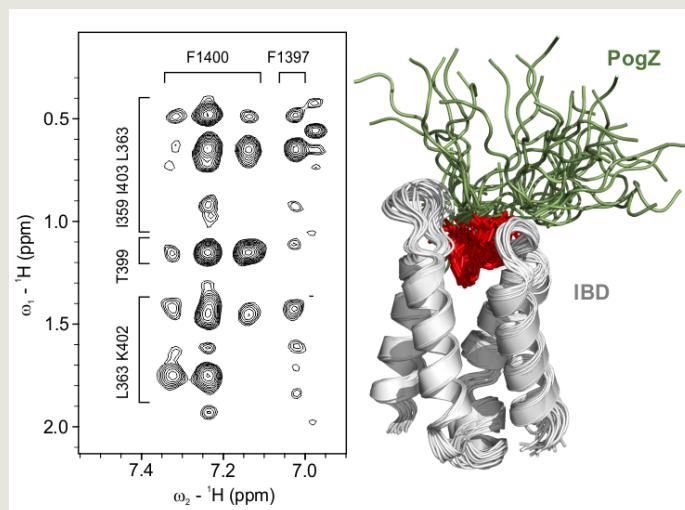 F1400
F1397
I359 I403 L363
T399
L363 K402
0.5
1.0
1.5
2.0
ω₁ - ¹H (ppm)
7.4
7.2
7.0
ω₂ - ¹H (ppm)
PogZ
IBD